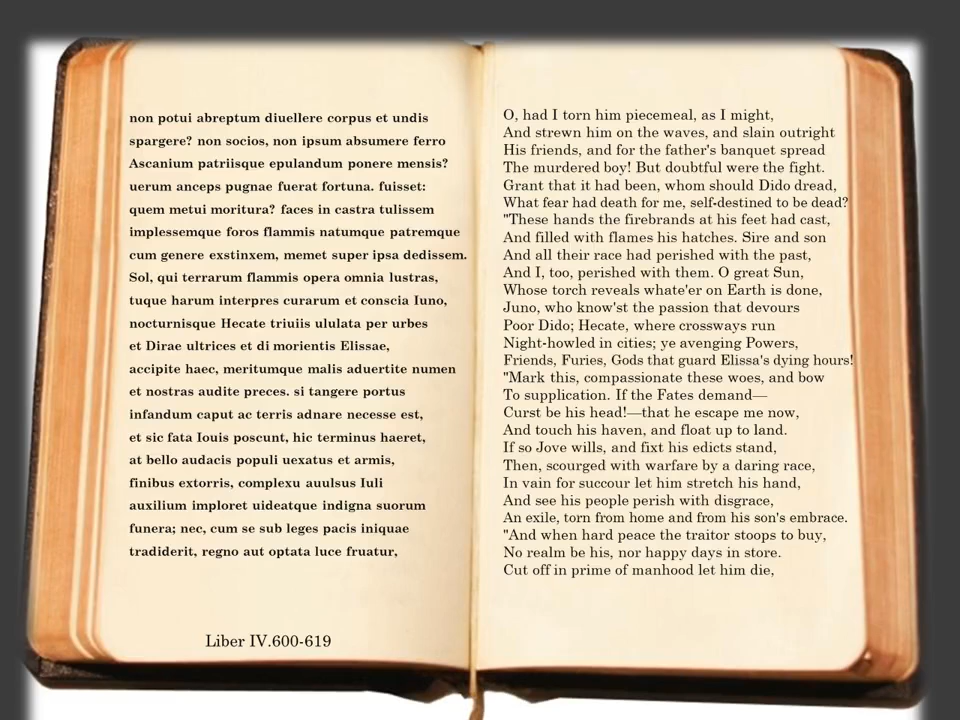 non potui abreptum diuellere corpus et undis
spargere? non socios, non ipsum absumere ferro
Ascanium patriisque epulandum ponere mensis?
uerum anceps pugnae fuerat fortuna. fuisset:
quem metui moritura? faces in castra tulissem
implessemque foros flammis natumque patremque
cum genere exstinxem, memet super ipsa dedissem.
Sol, qui terrarum flammis opera omnia lustras,
tuque harum interpres curarum et conscia Iuno,
nocturnisque Hecate triuiis ululata per urbes
et Dirae ultrices et di morientis Elissae,
accipite haec, meritumque malis aduertite numen
et nostras audite preces. si tangere portus
infandum caput ac terris adnare necesse est,
et sic fata Iouis poscunt, hic terminus haeret,
at bello audacis populi uexatus et armis,
finibus extorris, complexu auulsus Iuli
auxilium imploret uideatque indigna suorum
funera; nec, cum se sub leges pacis iniquae
tradiderit, regno aut optata luce fruatur,
Liber IV.600-619
O, had I torn him piecemeal, as I might,
And strewn him on the waves, and slain outright
His friends, and for the father's banquet spread
The murdered boy! But doubtful were the fight.
Grant that it had been, whom should Dido dread,
What fear had death for me, self-destined to be dead?
"These hands the firebrands at his feet had cast,
And filled with flames his hatches. Sire and son
And all their race had perished with the past,
And I, too, perished with them. O great Sun,
Whose torch reveals whate'er on Earth is done,
Juno, who know'st the passion that devours
Poor Dido; Hecate, where crossways run
Night-howled in cities; ye avenging Powers,
Friends, Furies, Gods that guard Elissa's dying hours!
"Mark this, compassionate these woes, and bow
To supplication. If the Fates demand—
Curst be his head!—that he escape me now,
And touch his haven, and float up to land.
If so Jove wills, and fixt his edicts stand,
Then, scourged with warfare by a daring race,
In vain for succour let him stretch his hand,
And see his people perish with disgrace,
An exile, torn from home and from his son's embrace.
"And when hard peace the traitor stoops to buy,
No realm be his, nor happy days in store.
Cut off in prime of manhood let him die,